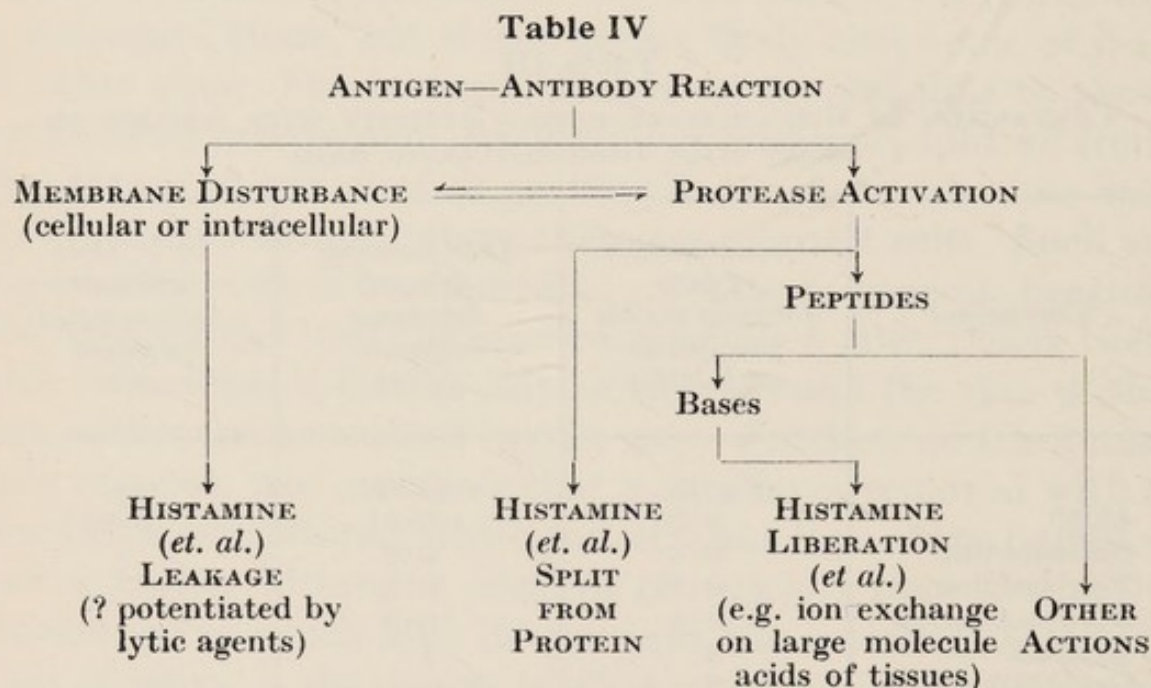 Table IV
ANTIGEN—ANTIBODY REACTION
MEMBRANE DISTURBANCE
(cellular or intracellular)
PROTEASE ACTIVATION
PEPTIDES
Bases
HISTAMINE
(et. al.)
LEAKAGE
(? potentiated by
lytic agents)
HISTAMINE
(et. al.)
SPLIT
FROM
PROTEIN
HISTAMINE
LIBERATION
(et al.)
(e.g. ion exchange
on large molecule
acids of tissues)
OTHER
ACTIONS